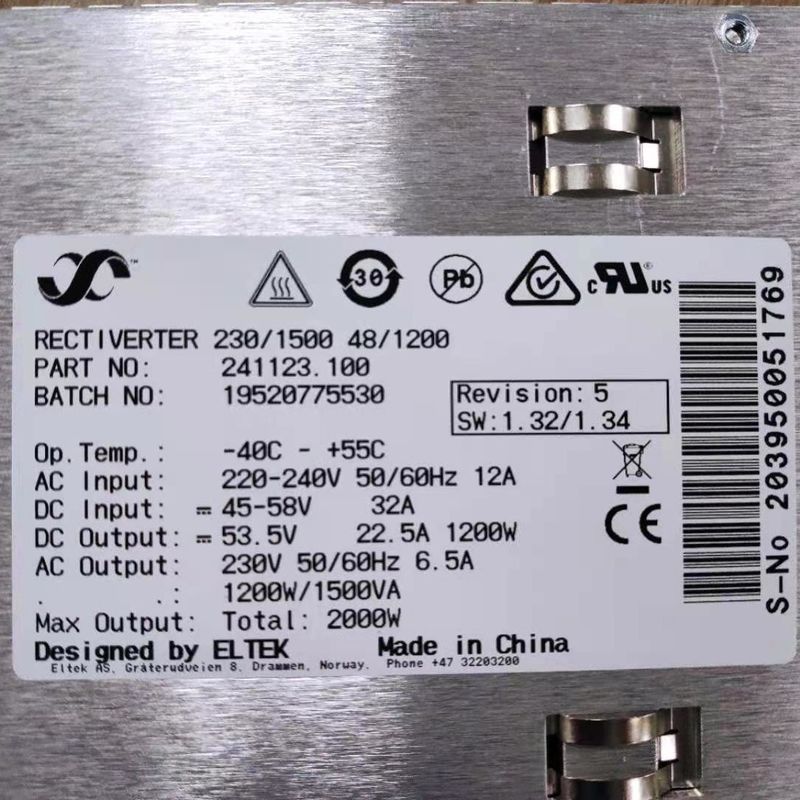 ™
30
Pb
c RU ® US
RECTIVERTER 230/1500 48/1200
PART NO: 241123.100
BATCH NO: 19520775530
Revision: 5
SW:1.32/1.34
Op.Temp.: -40C - +55C
AC Input: 220-240V 50/60Hz 12A
DC Input: ⎓ 45-58V 32A
DC Output: ⎓ 53.5V 22.5A 1200W
AC Output: 230V 50/60Hz 6.5A
. .: 1200W/1500VA
Max Output: Total: 2000W
CE
Designed by ELTEK Made in China
Eltek AS, Gråterudveien 8, Drammen, Norway. Phone +47 32203200
S-No 203950051769